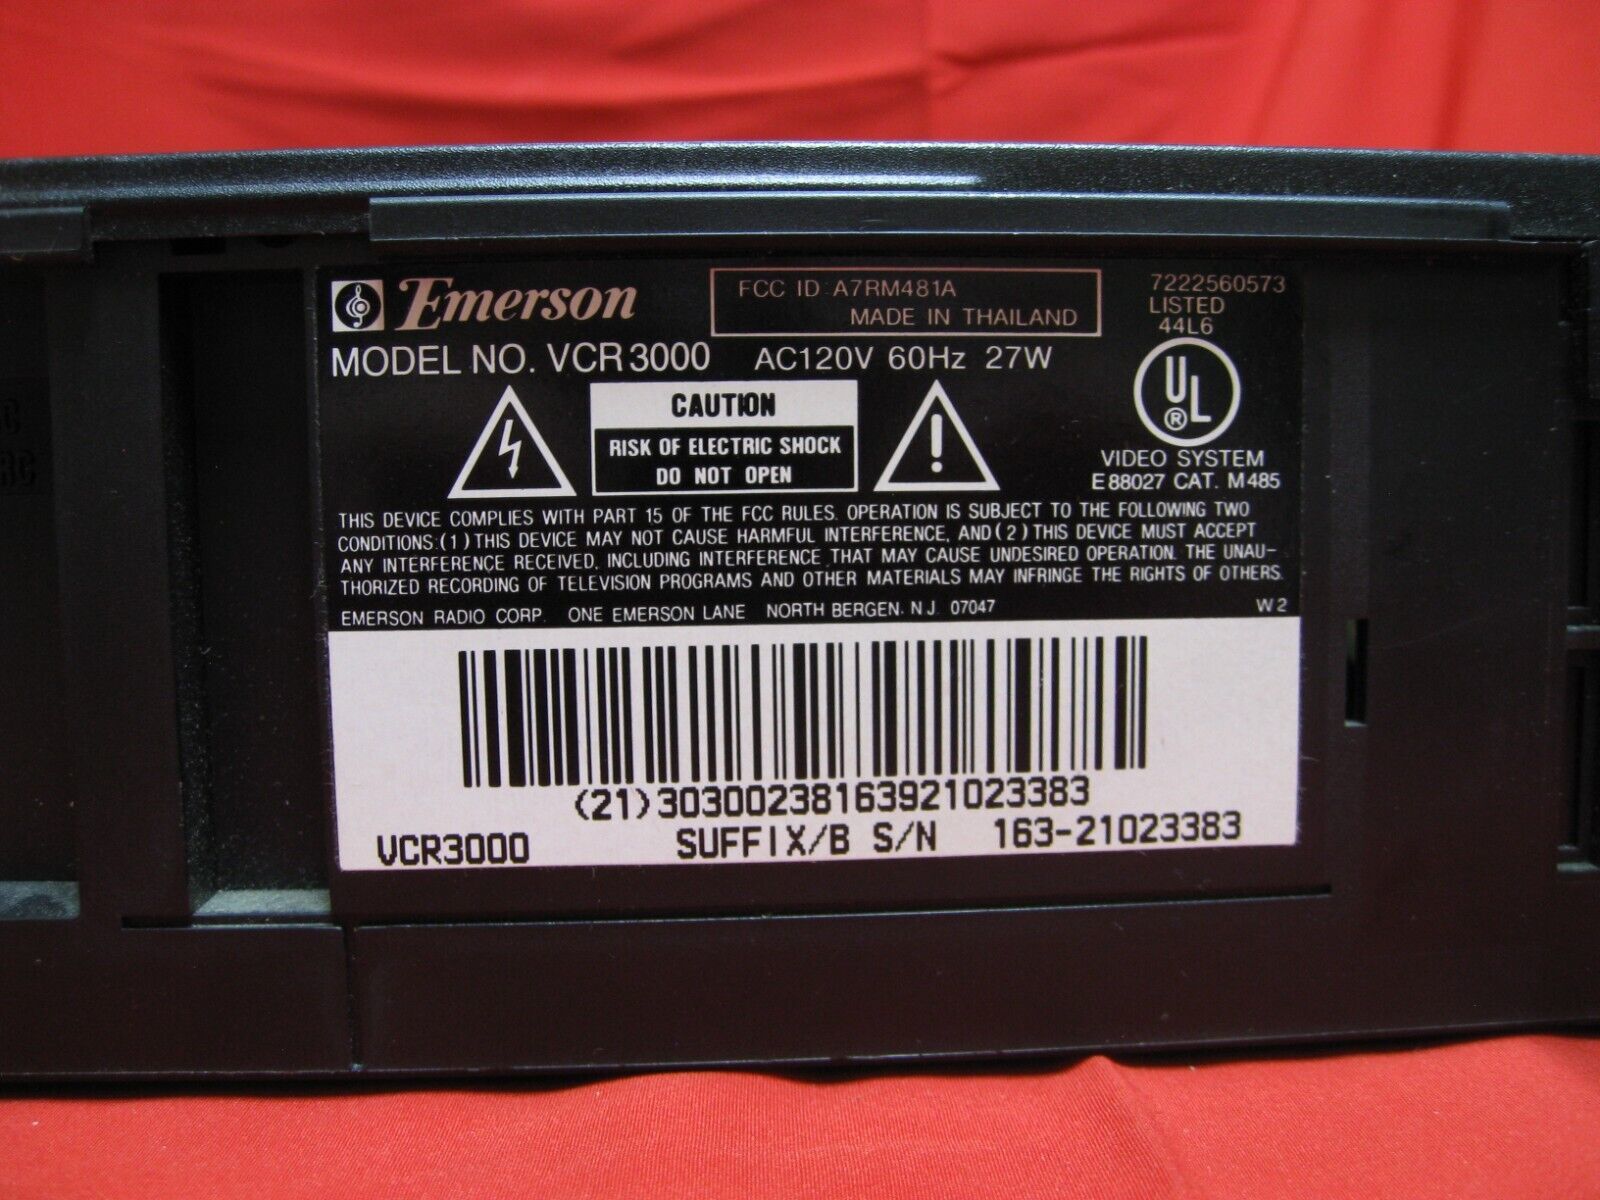 Emerson
FCC ID A7RM481A
MADE IN THAILAND
7222560573
LISTED
44L6
MODEL NO. VCR3000 AC120V 60Hz 27W
UL
®
CAUTION
RISK OF ELECTRIC SHOCK
DO NOT OPEN
VIDEO SYSTEM
E88027 CAT. M485
THIS DEVICE COMPLIES WITH PART 15 OF THE FCC RULES. OPERATION IS SUBJECT TO THE FOLLOWING TWO
CONDITIONS:(1) THIS DEVICE MAY NOT CAUSE HARMFUL INTERFERENCE, AND (2) THIS DEVICE MUST ACCEPT
ANY INTERFERENCE RECEIVED, INCLUDING INTERFERENCE THAT MAY CAUSE UNDESIRED OPERATION. THE UNAU-
THORIZED RECORDING OF TELEVISION PROGRAMS AND OTHER MATERIALS MAY INFRINGE THE RIGHTS OF OTHERS.
EMERSON RADIO CORP. ONE EMERSON LANE NORTH BERGEN, N.J. 07047 W2
(21)30300238163921023383
VCR3000 SUFFIX/B S/N 163-21023383